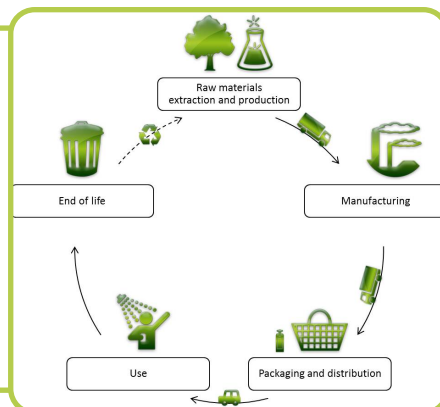 Raw materials
extraction and production
Manufacturing
Packaging and distribution
Use
End of life